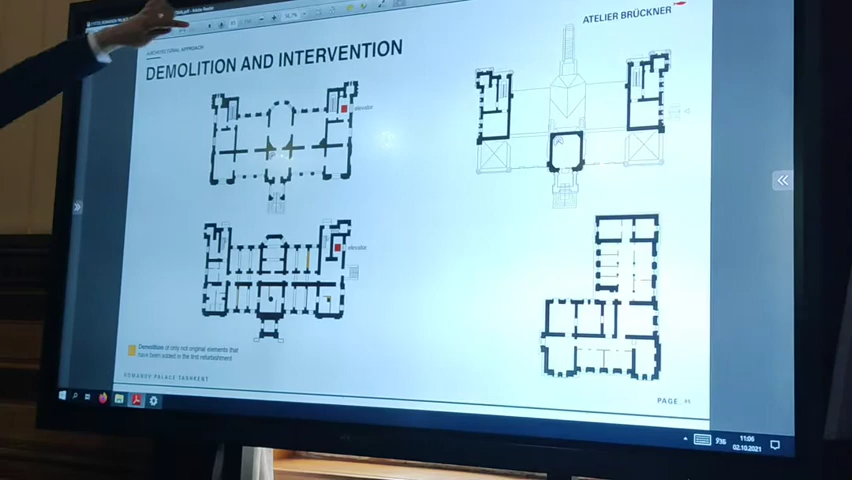 ARCHITECTURAL APPROACH
DEMOLITION AND INTERVENTION
ATELIER BRÜCKNER
elevator
elevator
Demolition of only not original elements that
have been added in the first refurbishment
ROMANOV PALACE TASHKENT
PAGE
ЎЗБ
11:06
02.10.2021